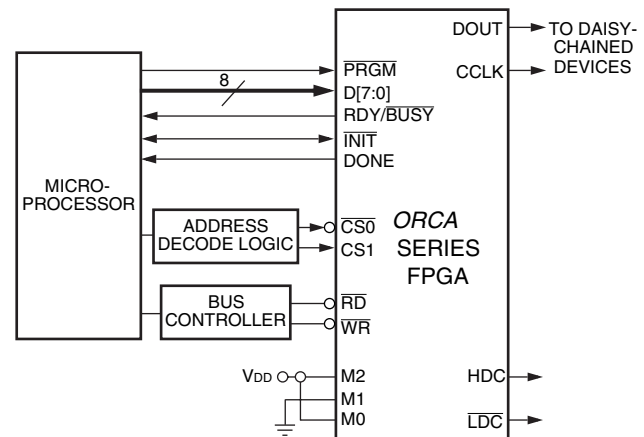 MICRO-
PROCESSOR
8
ADDRESS
DECODE LOGIC
BUS
CONTROLLER
VDD
PRGM
D[7:0]
RDY/BUSY
INIT
DONE
CS0
CS1
RD
WR
M2
M1
M0
ORCA
SERIES
FPGA
DOUT
CCLK
HDC
LDC
TO DAISY-
CHAINED
DEVICES